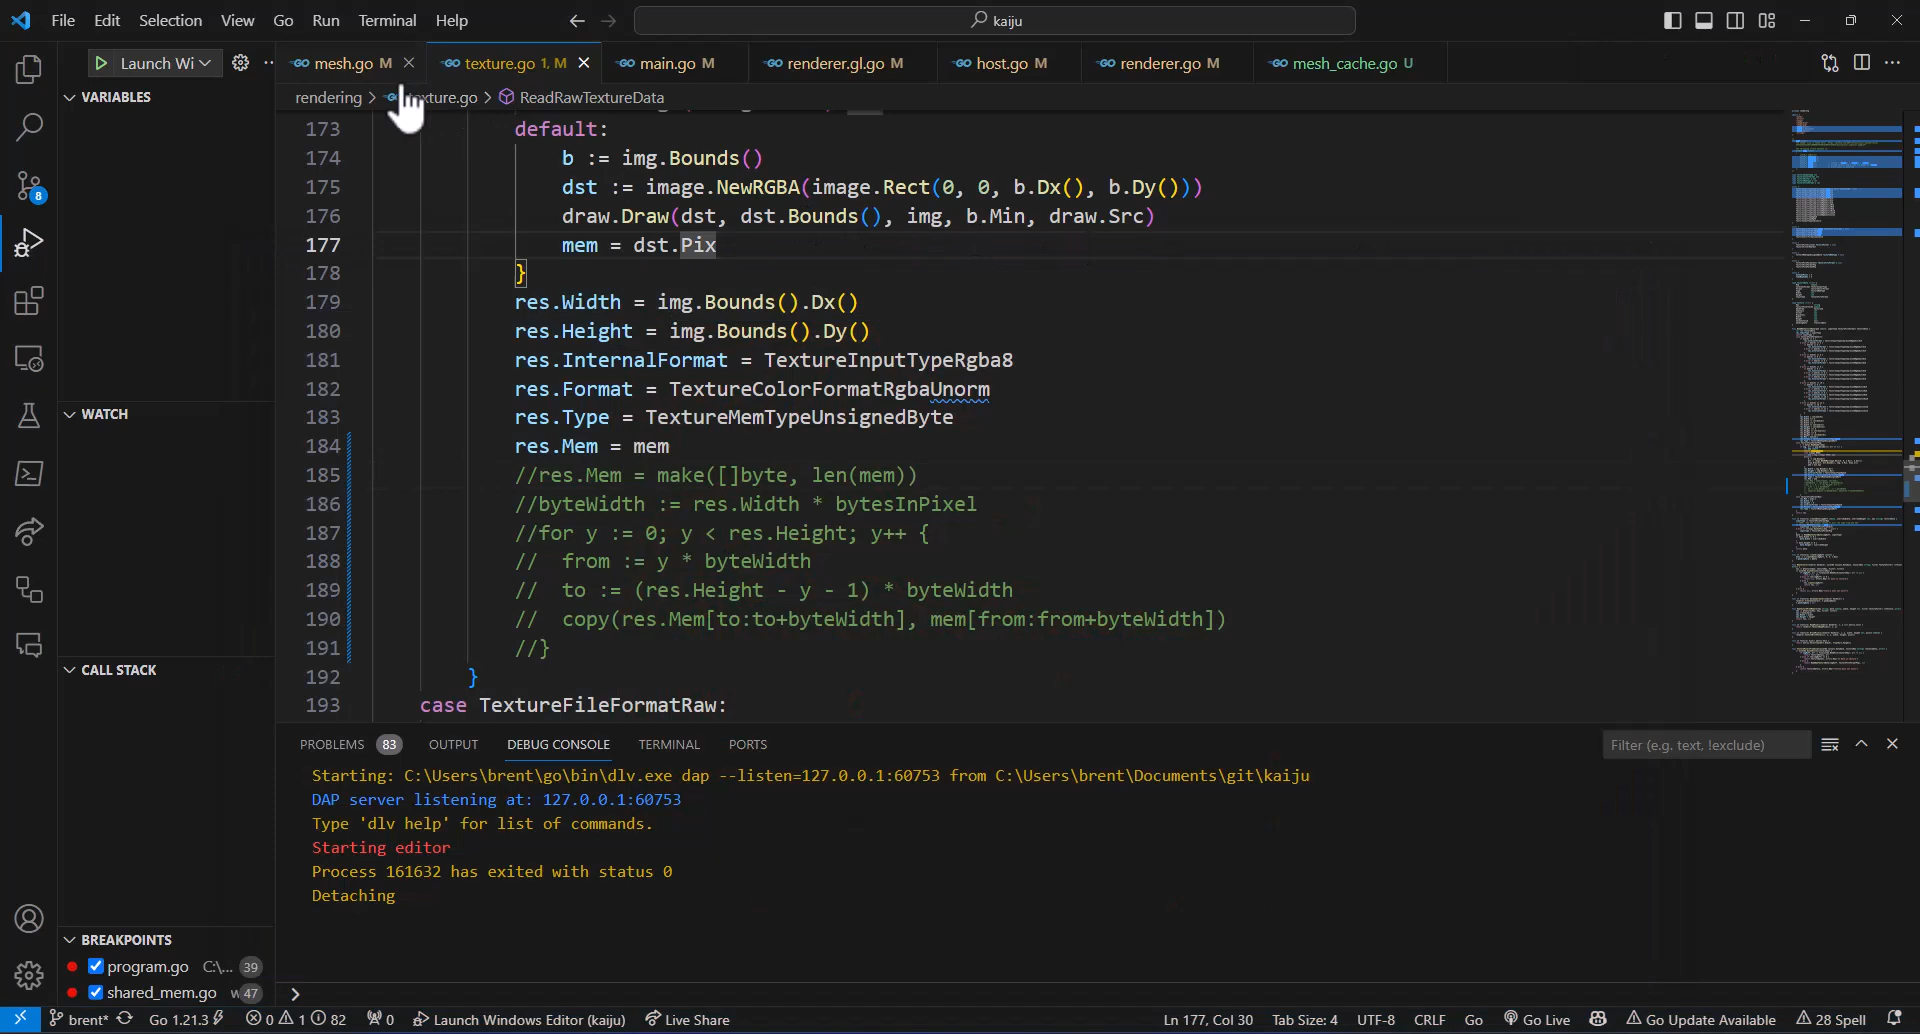 File Edit Selection View Go Run Terminal Help
kaiju
Launch Wi
mesh.go M
texture.go 1, M
main.go M
renderer.gl.go M
host.go M
renderer.go M
mesh_cache.go U
rendering > texture.go > ReadRawTextureData
VARIABLES
WATCH
CALL STACK
BREAKPOINTS
program.go C:\... 39
shared_mem.go 47
8
173 default:
174 b := img.Bounds()
175 dst := image.NewRGBA(image.Rect(0, 0, b.Dx(), b.Dy()))
176 draw.Draw(dst, dst.Bounds(), img, b.Min, draw.Src)
177 mem = dst.Pix
178 }
179 res.Width = img.Bounds().Dx()
180 res.Height = img.Bounds().Dy()
181 res.InternalFormat = TextureInputTypeRgba8
182 res.Format = TextureColorFormatRgbaUnorm
183 res.Type = TextureMemTypeUnsignedByte
184 res.Mem = mem
185 //res.Mem = make([]byte, len(mem))
186 //byteWidth := res.Width * bytesInPixel
187 //for y := 0; y < res.Height; y++ {
188 // from := y * byteWidth
189 // to := (res.Height - y - 1) * byteWidth
190 // copy(res.Mem[to:to+byteWidth], mem[from:from+byteWidth])
191 //}
192 }
193 case TextureFileFormatRaw:
PROBLEMS 83 OUTPUT DEBUG CONSOLE TERMINAL PORTS
Filter (e.g. text, !exclude)
Starting: C:\Users\brent\go\bin\dlv.exe dap --listen=127.0.0.1:60753 from C:\Users\brent\Documents\git\kaiju
DAP server listening at: 127.0.0.1:60753
Type 'dlv help' for list of commands.
Starting editor
Process 161632 has exited with status 0
Detaching
>
brent* Go 1.21.3 0 1 82 0 Launch Windows Editor (kaiju) Live Share
Ln 177, Col 30 Tab Size: 4 UTF-8 CRLF Go Go Live Go Update Available 28 Spell